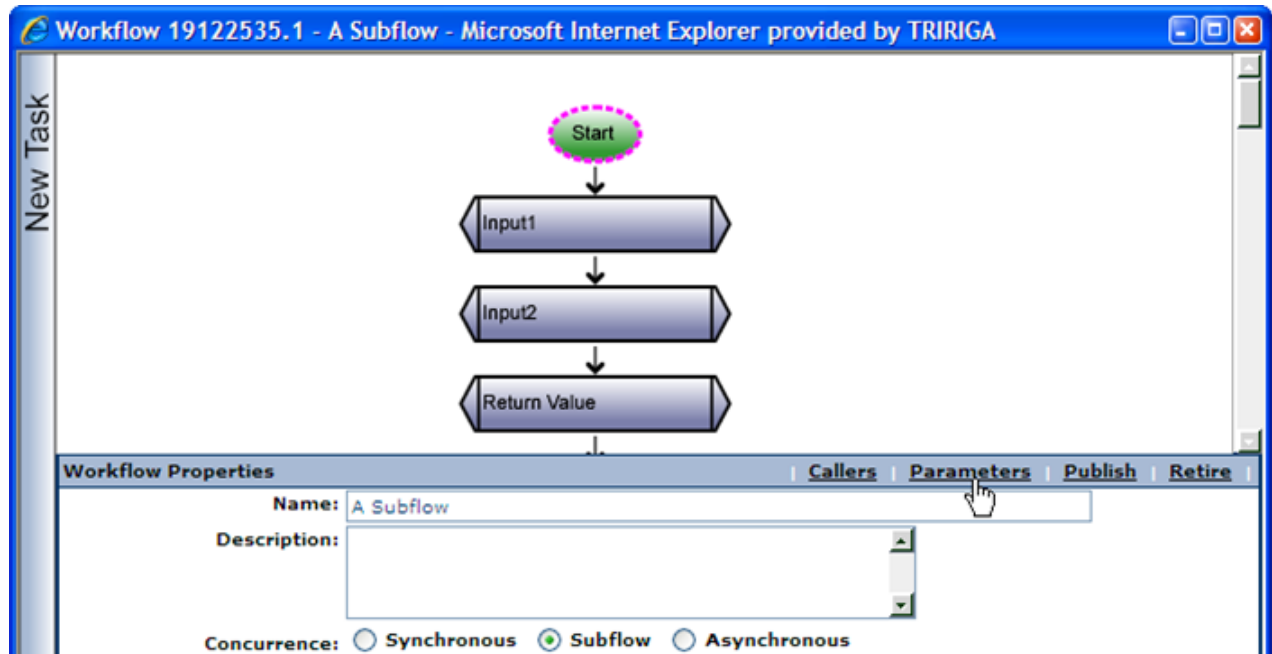 Workflow 19122535.1 - A Subflow - Microsoft Internet Explorer provided by TRIRIGA
New Task
Start
Input1
Input2
Return Value
Workflow Properties | Callers | Parameters | Publish | Retire |
Name: A Subflow
Description:
Concurrence: Synchronous Subflow Asynchronous